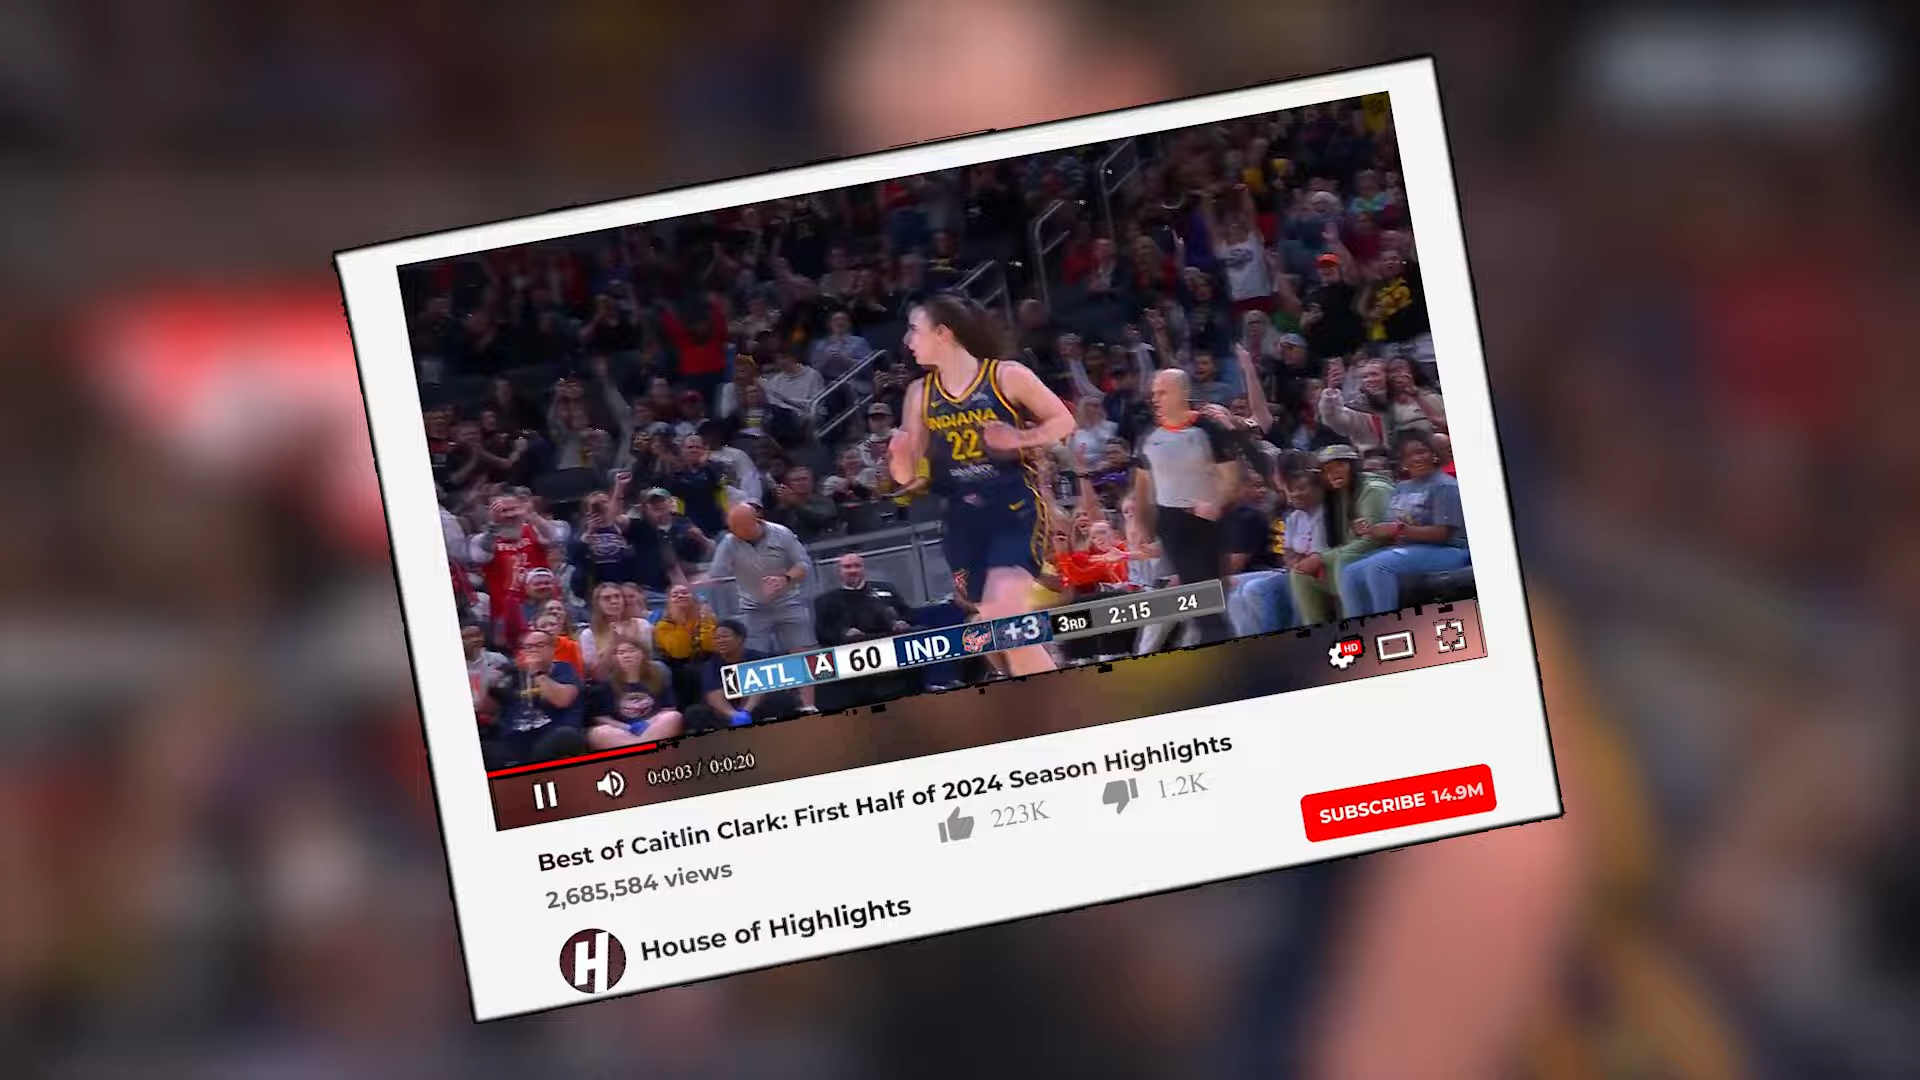 INDIANA
22
ATL
60
IND
+3
3RD
2:15
24
HD
0:0:03 / 0:0:20
Best of Caitlin Clark: First Half of 2024 Season Highlights
223K
1.2K
SUBSCRIBE 14.9M
2,685,584 views
H
House of Highlights